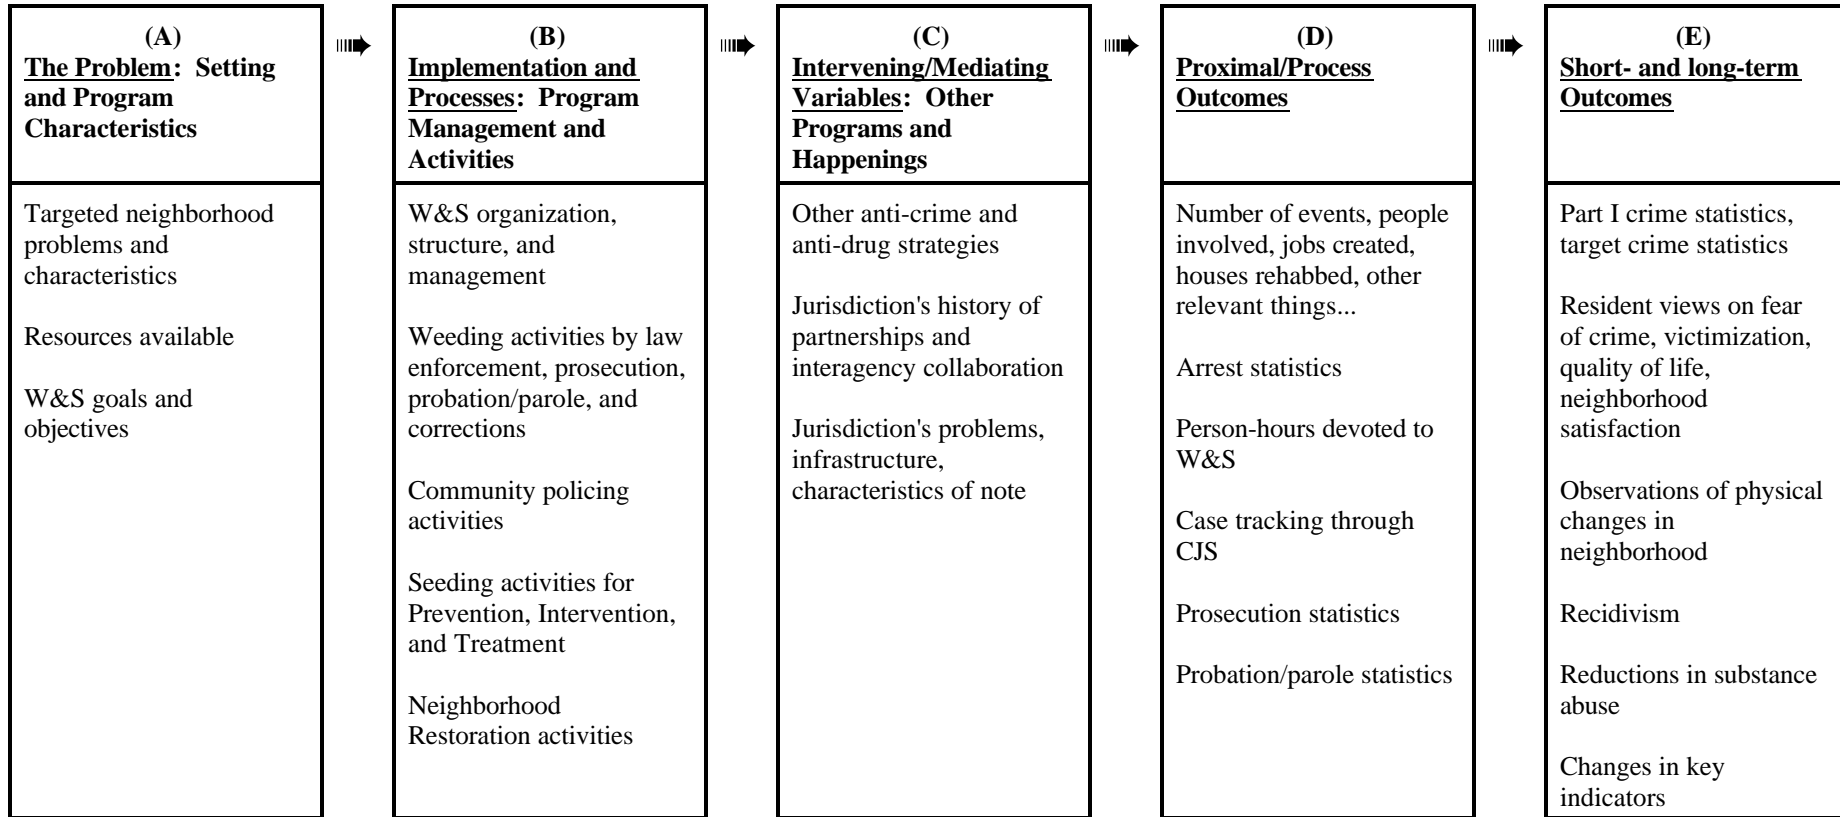 (A)
The Problem: Setting
and Program
Characteristics
Targeted neighborhood
problems and
characteristics
Resources available
W&S goals and
objectives
(B)
Implementation and
Processes: Program
Management and
Activities
W&S organization,
structure, and
management
Weeding activities by law
enforcement, prosecution,
probation/parole, and
corrections
Community policing
activities
Seeding activities for
Prevention, Intervention,
and Treatment
Neighborhood
Restoration activities
(C)
Intervening/Mediating
Variables: Other
Programs and
Happenings
Other anti-crime and
anti-drug strategies
Jurisdiction's history of
partnerships and
interagency collaboration
Jurisdiction's problems,
infrastructure,
characteristics of note
(D)
Proximal/Process
Outcomes
Number of events, people
involved, jobs created,
houses rehabbed, other
relevant things...
Arrest statistics
Person-hours devoted to
W&S
Case tracking through
CJS
Prosecution statistics
Probation/parole statistics
(E)
Short- and long-term
Outcomes
Part I crime statistics,
target crime statistics
Resident views on fear
of crime, victimization,
quality of life,
neighborhood
satisfaction
Observations of physical
changes in
neighborhood
Recidivism
Reductions in substance
abuse
Changes in key
indicators